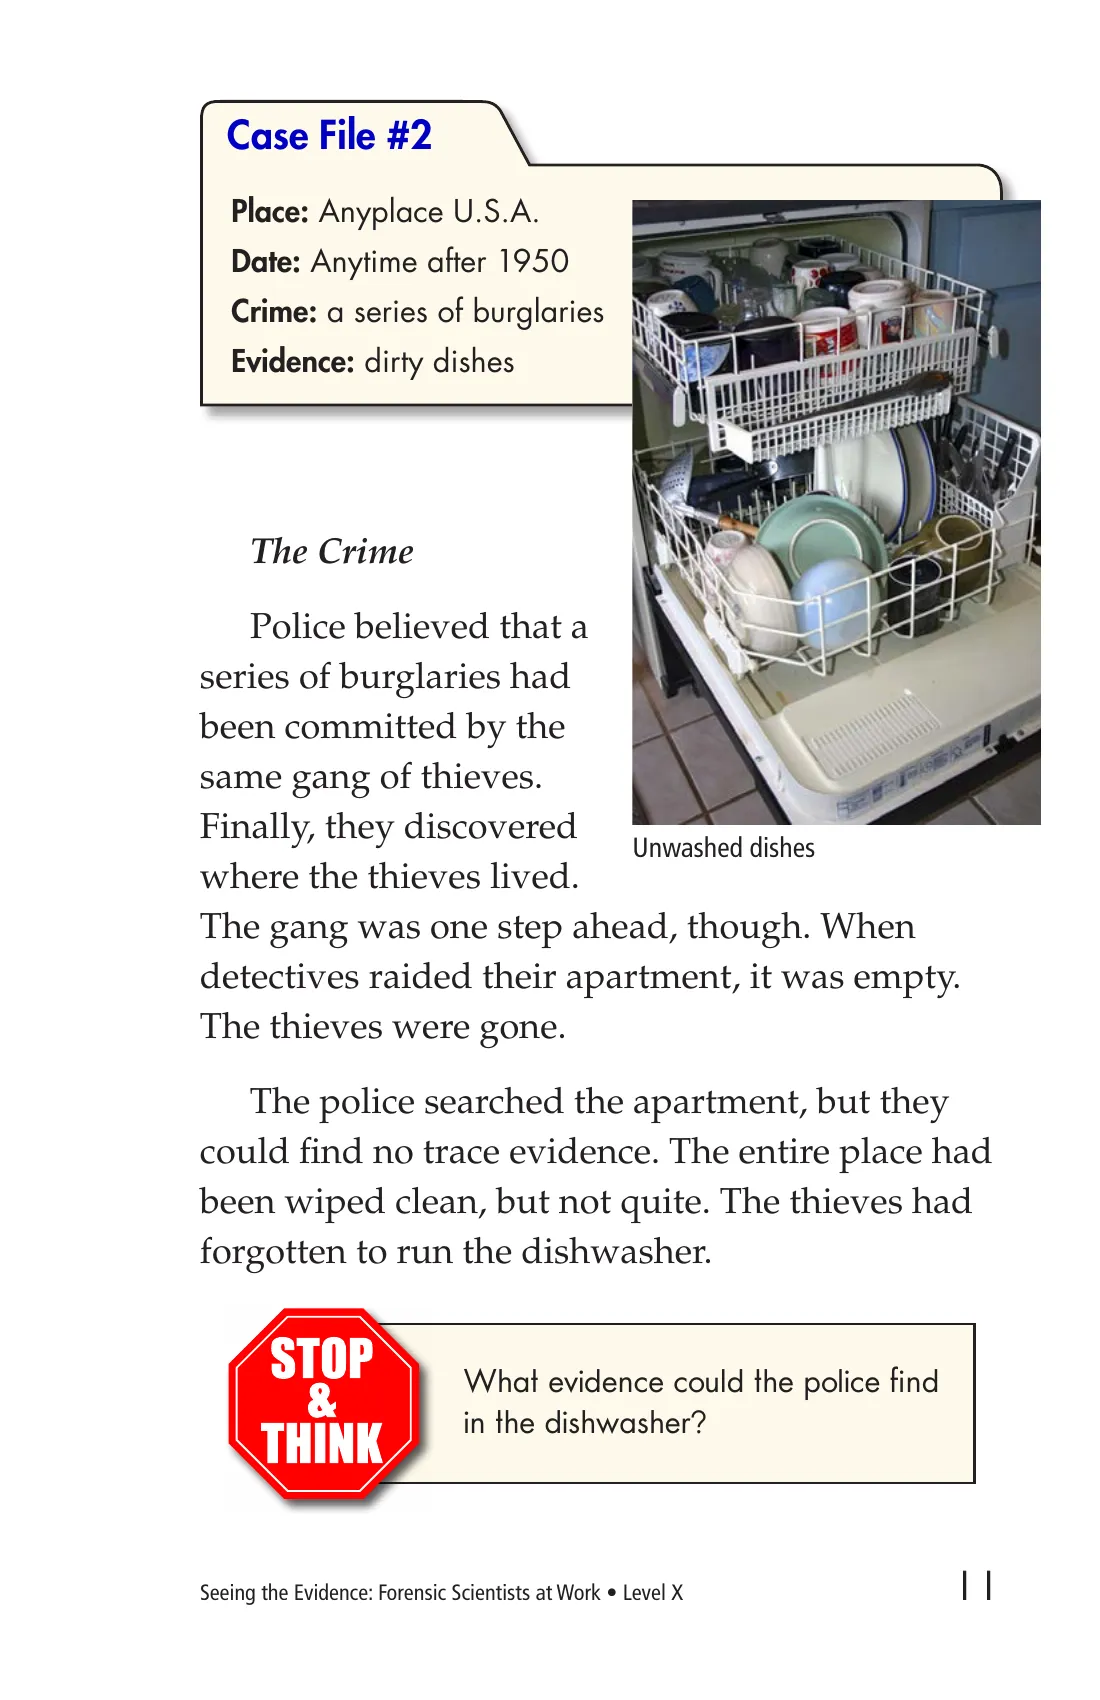 Case File #2
Place: Anyplace U.S.A.
Date: Anytime after 1950
Crime: a series of burglaries
Evidence: dirty dishes
Unwashed dishes
The Crime
Police believed that a
series of burglaries had
been committed by the
same gang of thieves.
Finally, they discovered
where the thieves lived.
The gang was one step ahead, though. When
detectives raided their apartment, it was empty.
The thieves were gone.
The police searched the apartment, but they
could find no trace evidence. The entire place had
been wiped clean, but not quite. The thieves had
forgotten to run the dishwasher.
STOP
&
THINK
What evidence could the police find
in the dishwasher?
Seeing the Evidence: Forensic Scientists at Work • Level X
11